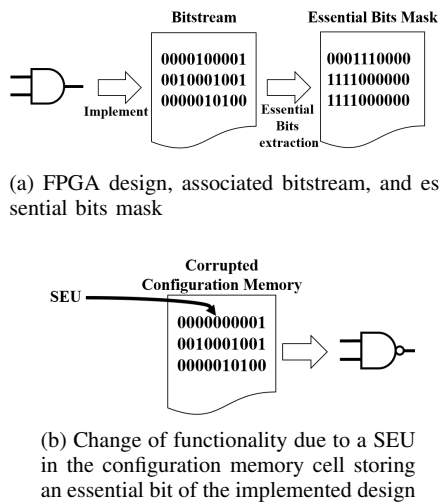 Bitstream
Essential Bits Mask
0000100001
0010001001
0000010100
0001110000
1111000000
1111000000
Implement
Essential
Bits
extraction
(a) FPGA design, associated bitstream, and es
sential bits mask
Corrupted
Configuration Memory
SEU
0000000001
0010001001
0000010100
(b) Change of functionality due to a SEU
in the configuration memory cell storing
an essential bit of the implemented design